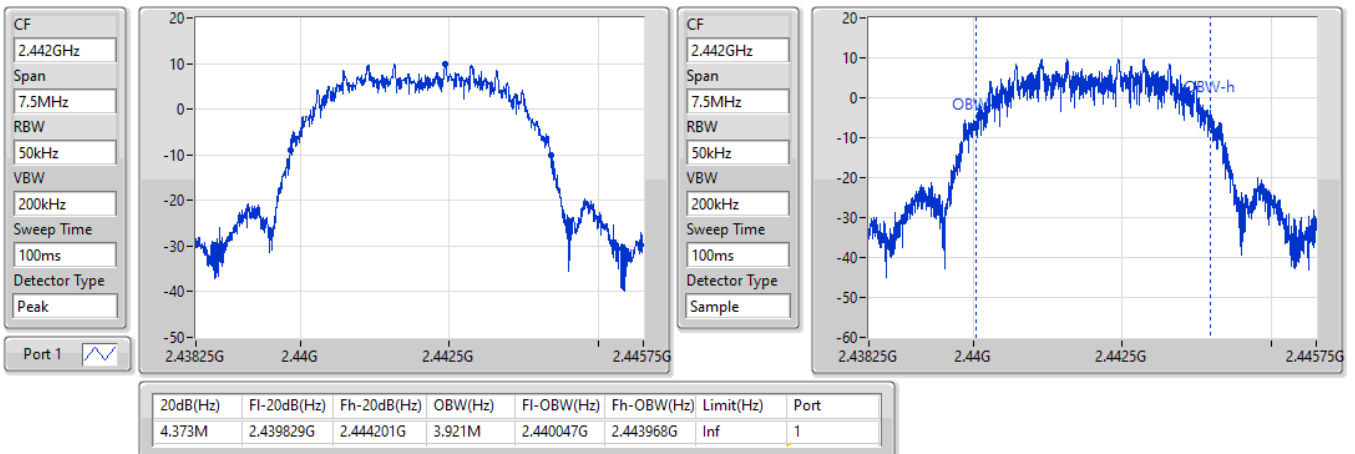 CF
2.442GHz
Span
7.5MHz
RBW
50kHz
VBW
200kHz
Sweep Time
100ms
Detector Type
Peak
Port 1
20
10
0
-10
-20
-30
-40
-50
2.43825G 2.44G 2.4425G 2.44575G
CF
2.442GHz
Span
7.5MHz
RBW
50kHz
VBW
200kHz
Sweep Time
100ms
Detector Type
Sample
20
10
0
-10
-20
-30
-40
-50
-60
OBW-h
2.43825G 2.44G 2.4425G 2.44575G
20dB(Hz) Fl-20dB(Hz) Fh-20dB(Hz) OBW(Hz) Fl-OBW(Hz) Fh-OBW(Hz) Limit(Hz) Port
4.373M 2.439829G 2.444201G 3.921M 2.440047G 2.443968G Inf 1